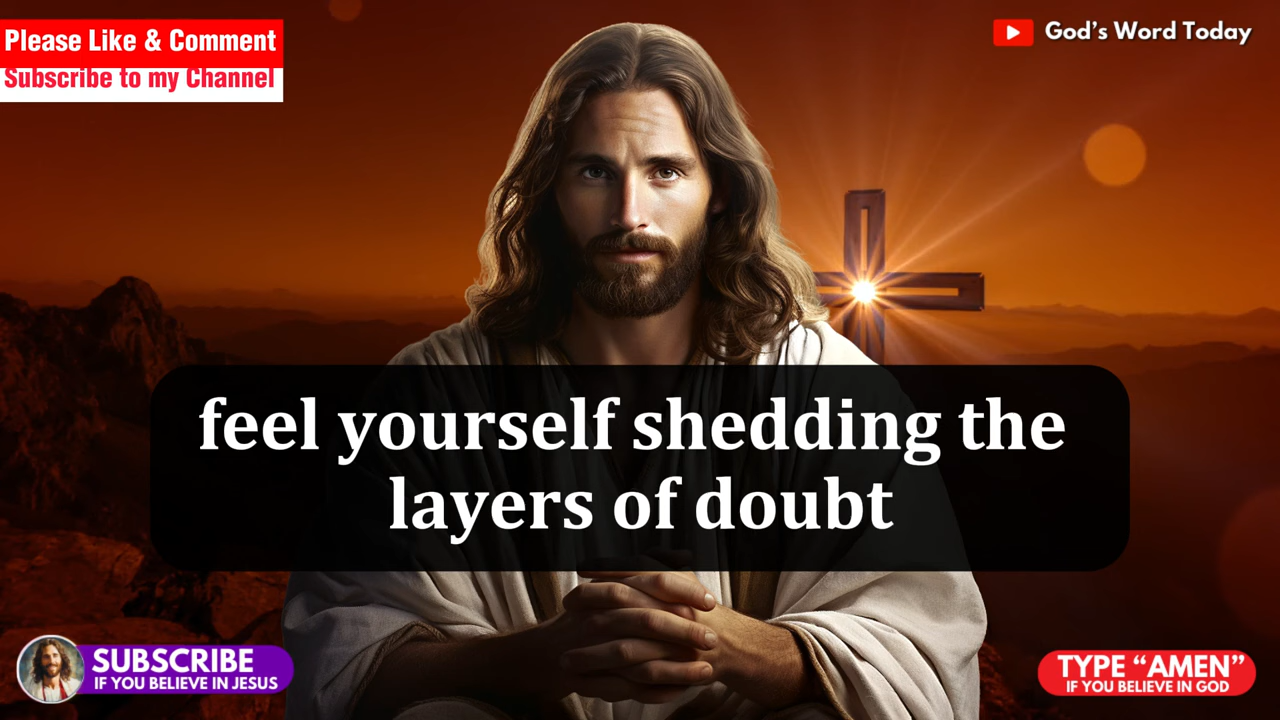 Please Like & Comment
Subscribe to my Channel
God's Word Today
feel yourself shedding the
layers of doubt
SUBSCRIBE
IF YOU BELIEVE IN JESUS
TYPE “AMEN”
IF YOU BELIEVE IN GOD